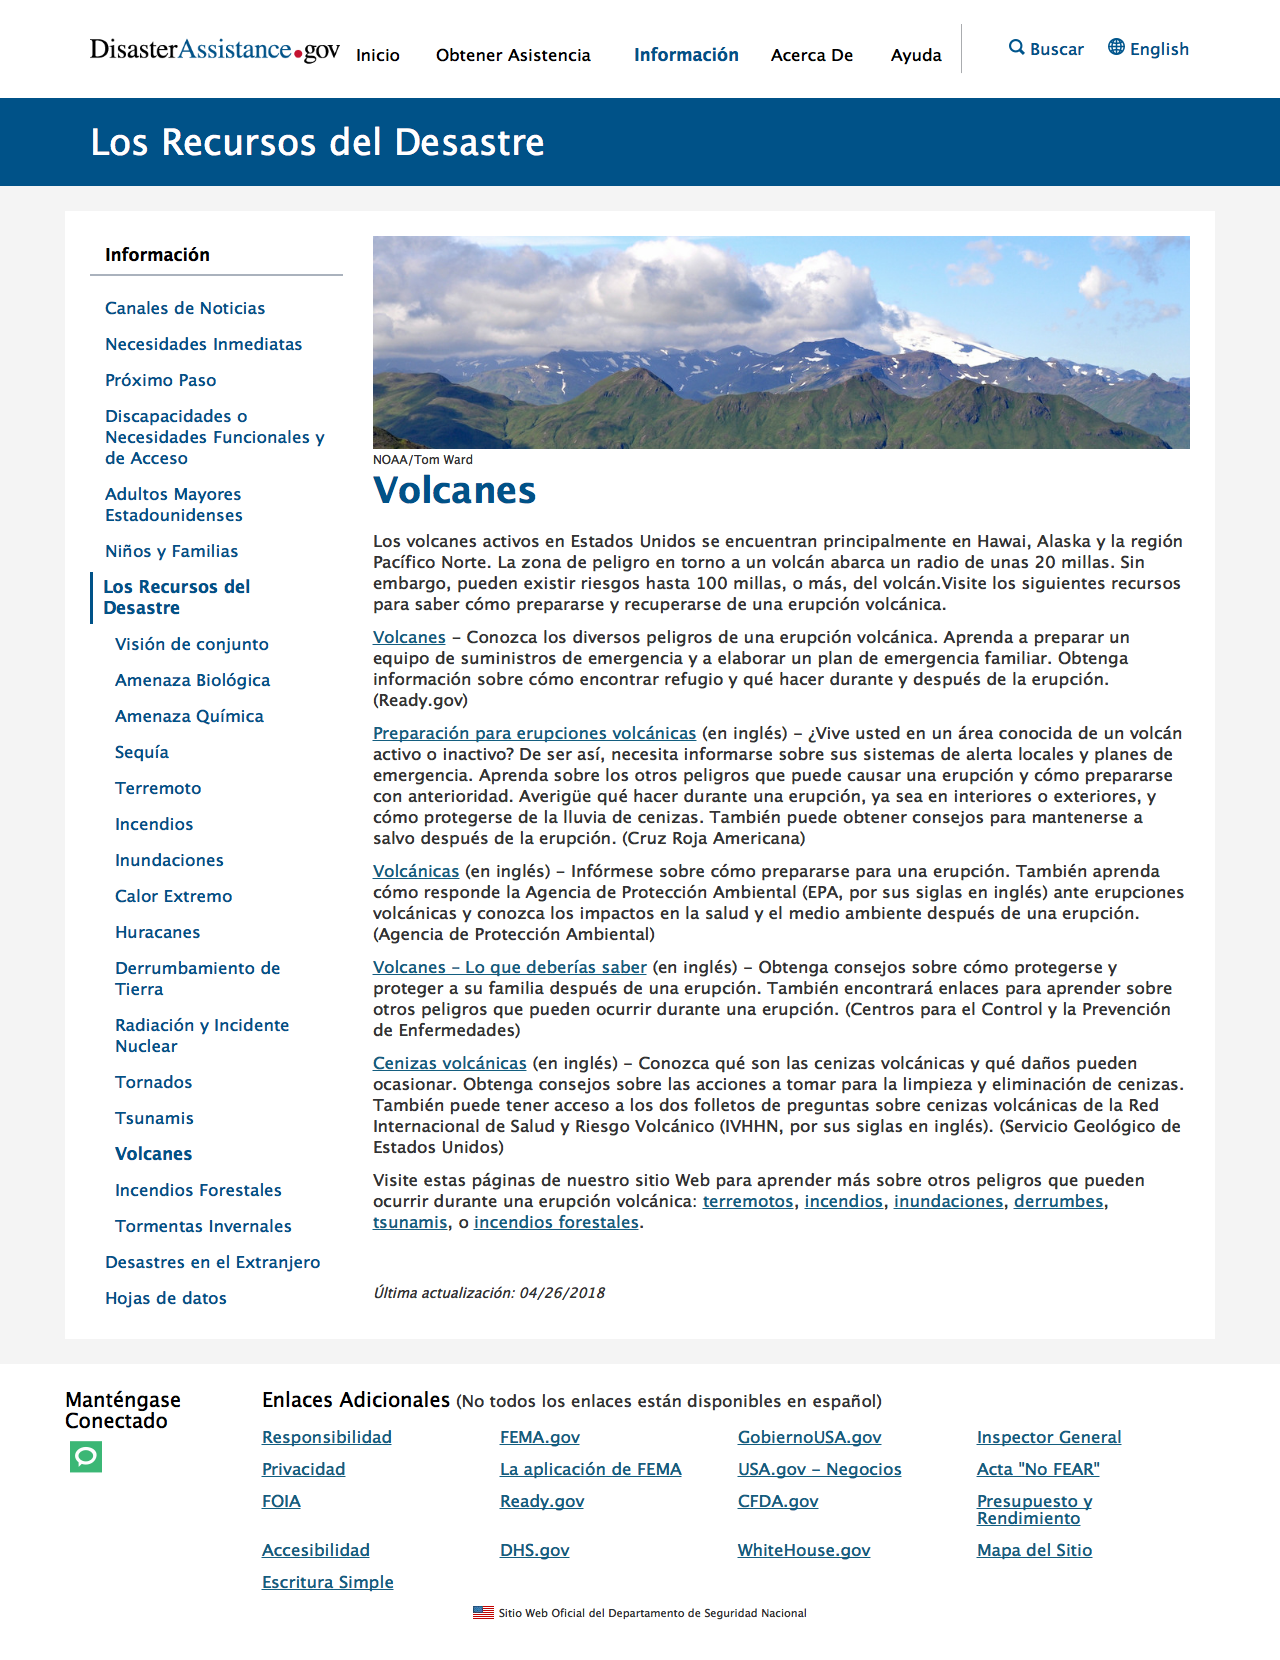 DisasterAssistance.gov
Inicio
Obtener Asistencia
Información
Acerca De
Ayuda
Buscar
English
Los Recursos del Desastre
Información
Canales de Noticias
Necesidades Inmediatas
Próximo Paso
Discapacidades o
Necesidades Funcionales y
de Acceso
Adultos Mayores
Estadounidenses
Niños y Familias
Los Recursos del
Desastre
Visión de conjunto
Amenaza Biológica
Amenaza Química
Sequía
Terremoto
Incendios
Inundaciones
Calor Extremo
Huracanes
Derrumbamiento de
Tierra
Radiación y Incidente
Nuclear
Tornados
Tsunamis
Volcanes
Incendios Forestales
Tormentas Invernales
Desastres en el Extranjero
Hojas de datos
NOAA/Tom Ward
Volcanes
Los volcanes activos en Estados Unidos se encuentran principalmente en Hawai, Alaska y la región
Pacífico Norte. La zona de peligro en torno a un volcán abarca un radio de unas 20 millas. Sin
embargo, pueden existir riesgos hasta 100 millas, o más, del volcán.Visite los siguientes recursos
para saber cómo prepararse y recuperarse de una erupción volcánica.
Volcanes – Conozca los diversos peligros de una erupción volcánica. Aprenda a preparar un
equipo de suministros de emergencia y a elaborar un plan de emergencia familiar. Obtenga
información sobre cómo encontrar refugio y qué hacer durante y después de la erupción.
(Ready.gov)
Preparación para erupciones volcánicas (en inglés) – ¿Vive usted en un área conocida de un volcán
activo o inactivo? De ser así, necesita informarse sobre sus sistemas de alerta locales y planes de
emergencia. Aprenda sobre los otros peligros que puede causar una erupción y cómo prepararse
con anterioridad. Averigüe qué hacer durante una erupción, ya sea en interiores o exteriores, y
cómo protegerse de la lluvia de cenizas. También puede obtener consejos para mantenerse a
salvo después de la erupción. (Cruz Roja Americana)
Volcánicas (en inglés) – Infórmese sobre cómo prepararse para una erupción. También aprenda
cómo responde la Agencia de Protección Ambiental (EPA, por sus siglas en inglés) ante erupciones
volcánicas y conozca los impactos en la salud y el medio ambiente después de una erupción.
(Agencia de Protección Ambiental)
Volcanes – Lo que deberías saber (en inglés) – Obtenga consejos sobre cómo protegerse y
proteger a su familia después de una erupción. También encontrará enlaces para aprender sobre
otros peligros que pueden ocurrir durante una erupción. (Centros para el Control y la Prevención
de Enfermedades)
Cenizas volcánicas (en inglés) – Conozca qué son las cenizas volcánicas y qué daños pueden
ocasionar. Obtenga consejos sobre las acciones a tomar para la limpieza y eliminación de cenizas.
También puede tener acceso a los dos folletos de preguntas sobre cenizas volcánicas de la Red
Internacional de Salud y Riesgo Volcánico (IVHHN, por sus siglas en inglés). (Servicio Geológico de
Estados Unidos)
Visite estas páginas de nuestro sitio Web para aprender más sobre otros peligros que pueden
ocurrir durante una erupción volcánica: terremotos, incendios, inundaciones, derrumbes,
tsunamis, o incendios forestales.
Última actualización: 04/26/2018
Manténgase
Conectado
Enlaces Adicionales (No todos los enlaces están disponibles en español)
Responsibilidad
FEMA.gov
GobiernoUSA.gov
Inspector General
Privacidad
La aplicación de FEMA
USA.gov – Negocios
Acta "No FEAR"
FOIA
Ready.gov
CFDA.gov
Presupuesto y
Rendimiento
Accesibilidad
DHS.gov
WhiteHouse.gov
Mapa del Sitio
Escritura Simple
Sitio Web Oficial del Departamento de Seguridad Nacional